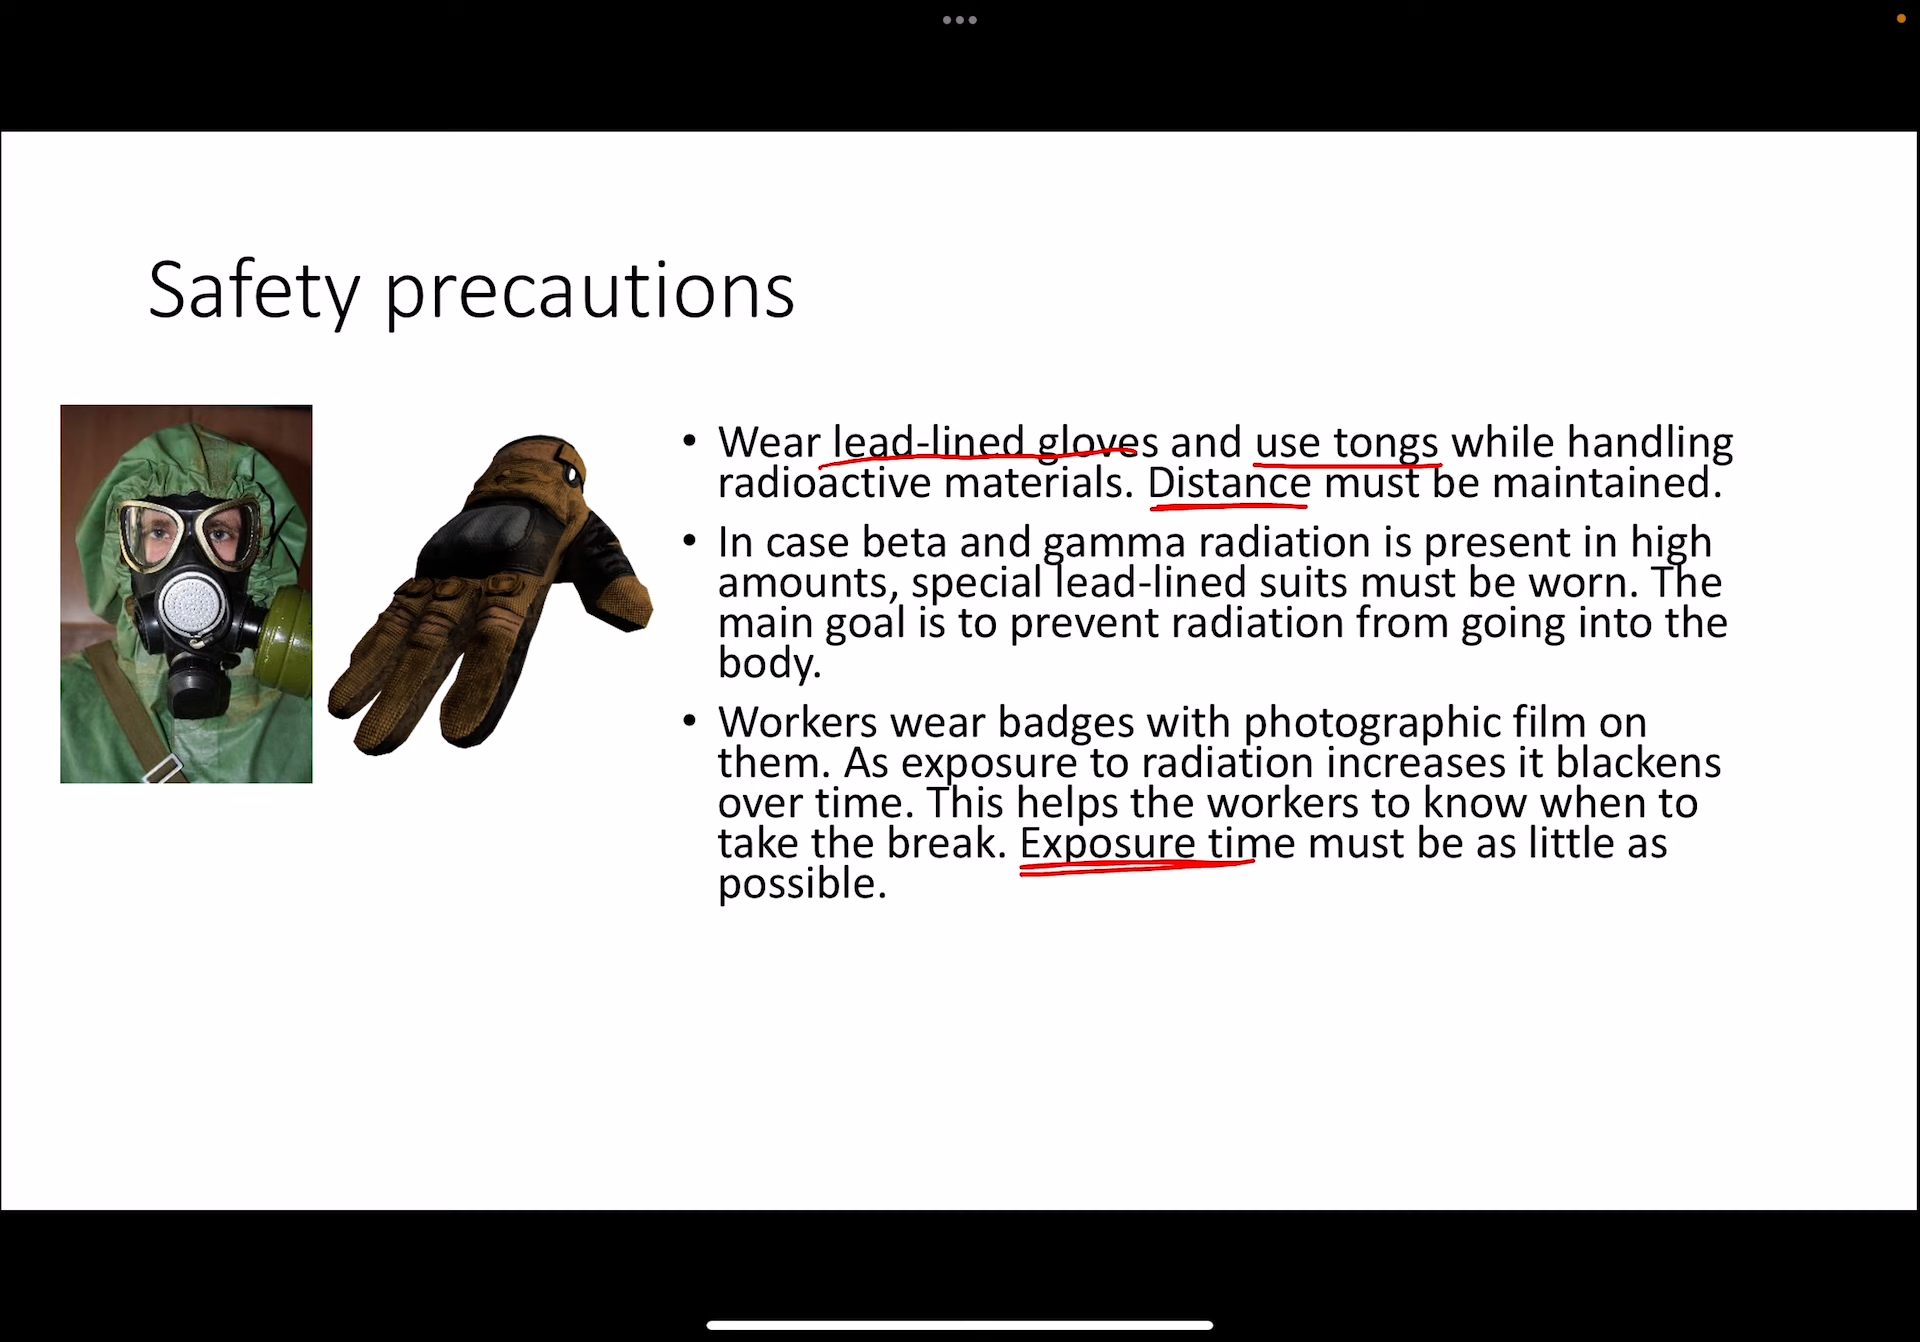 Safety precautions
• Wear lead-lined gloves and use tongs while handling
radioactive materials. Distance must be maintained.
• In case beta and gamma radiation is present in high
amounts, special lead-lined suits must be worn. The
main goal is to prevent radiation from going into the
body.
• Workers wear badges with photographic film on
them. As exposure to radiation increases it blackens
over time. This helps the workers to know when to
take the break. Exposure time must be as little as
possible.